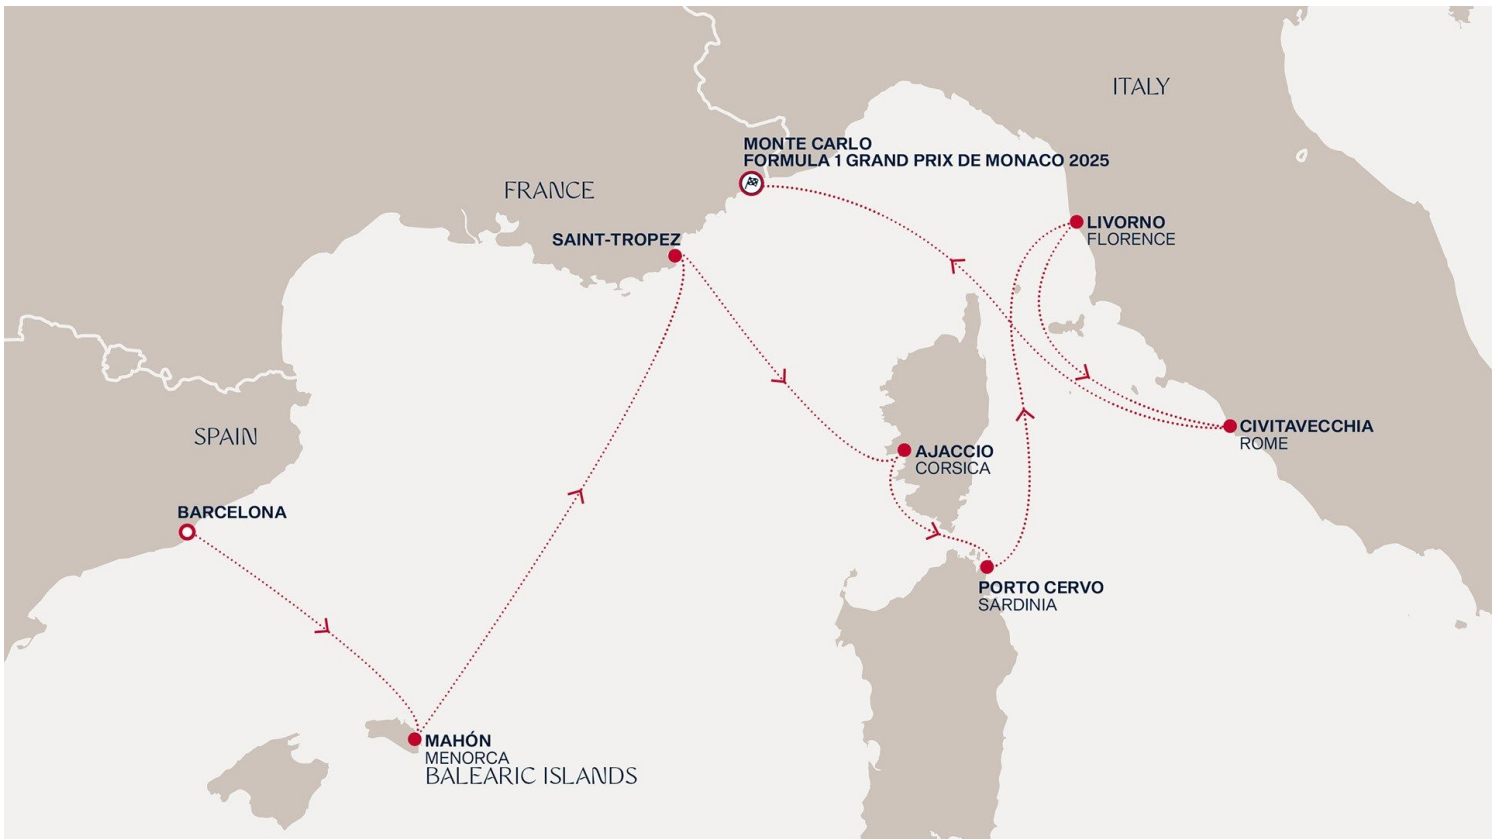 ITALY
MONTE CARLO
FORMULA 1 GRAND PRIX DE MONACO 2025
FRANCE
SAINT-TROPEZ
LIVORNO
FLORENCE
SPAIN
CIVITAVECCHIA
ROME
AJACCIO
CORSICA
BARCELONA
PORTO CERVO
SARDINIA
MAHÓN
MENORCA
BALEARIC ISLANDS